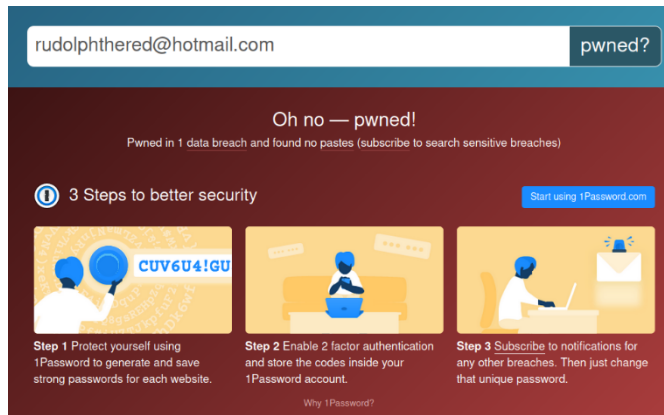 rudolphthered@hotmail.com pwned?
Oh no — pwned!
Pwned in 1 data breach and found no pastes (subscribe to search sensitive breaches)
3 Steps to better security
Start using 1Password.com
CUV6U4!GU
Step 1 Protect yourself using
1Password to generate and save
strong passwords for each website.
Step 2 Enable 2 factor authentication
and store the codes inside your
1Password account.
Step 3 Subscribe to notifications for
any other breaches. Then just change
that unique password.
Why 1Password?